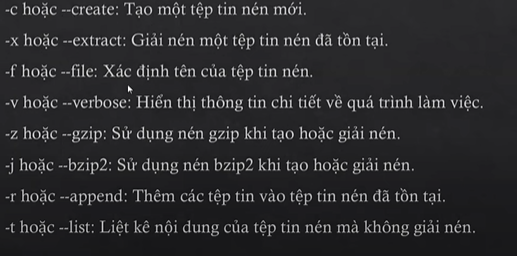 -c hoặc --create: Tạo một tệp tin nén mới.
-x hoặc --extract: Giải nén một tệp tin nén đã tồn tại.
-f hoặc --file: Xác định tên của tệp tin nén.
-v hoặc --verbose: Hiển thị thông tin chi tiết về quá trình làm việc.
-z hoặc --gzip: Sử dụng nén gzip khi tạo hoặc giải nén.
-j hoặc --bzip2: Sử dụng nén bzip2 khi tạo hoặc giải nén.
-r hoặc --append: Thêm các tệp tin vào tệp tin nén đã tồn tại.
-t hoặc --list: Liệt kê nội dung của tệp tin nén mà không giải nén.